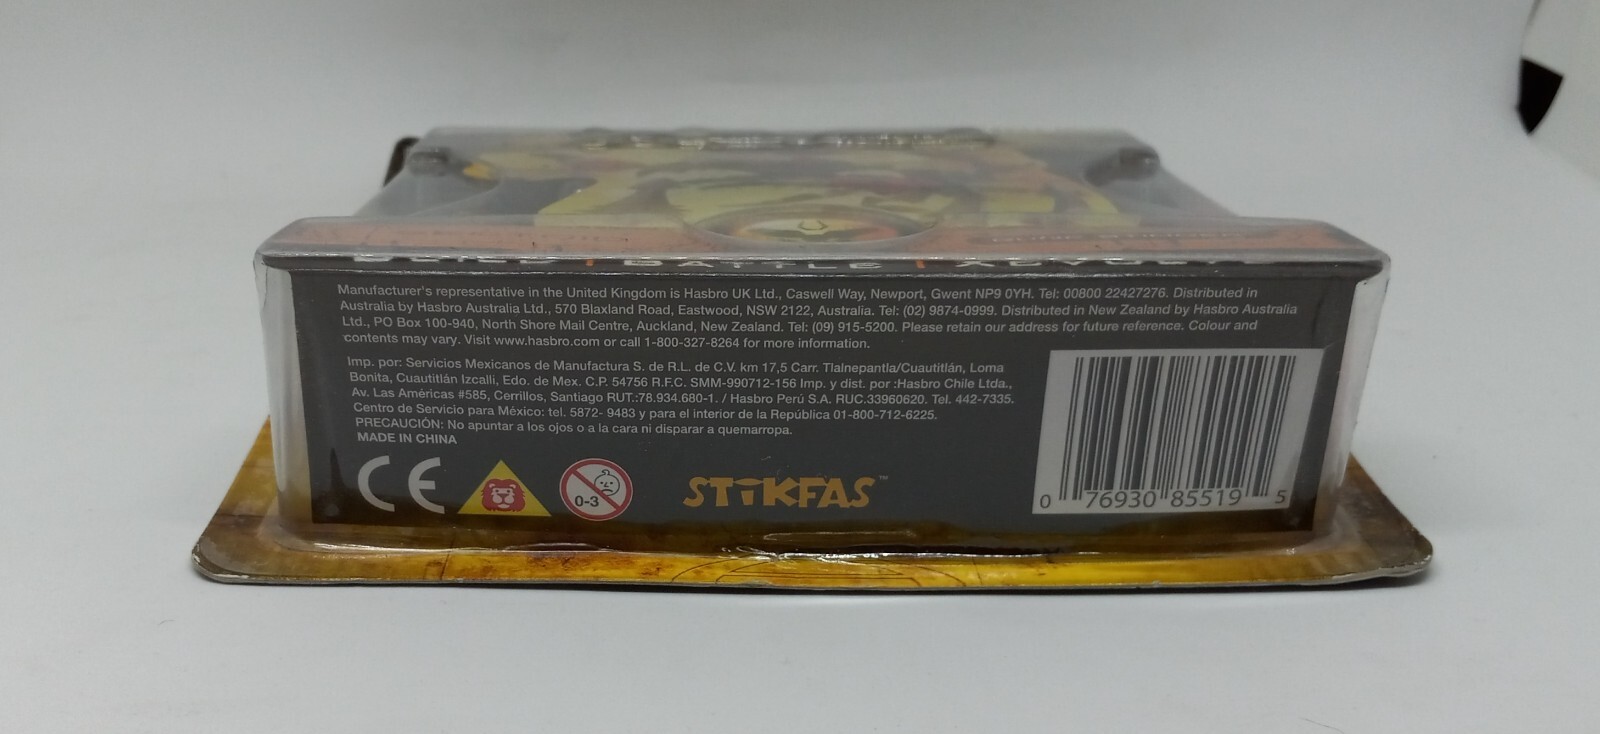 BATTLE
Manufacturer's representative in the United Kingdom is Hasbro UK Ltd., Caswell Way, Newport, Gwent NP9 0YH. Tel: 00800 22427276. Distributed in
Australia by Hasbro Australia Ltd., 570 Blaxland Road, Eastwood, NSW 2122, Australia. Tel: (02) 9874-0999. Distributed in New Zealand by Hasbro Australia
Ltd., PO Box 100-940, North Shore Mail Centre, Auckland, New Zealand. Tel: (09) 915-5200. Please retain our address for future reference. Colour and
contents may vary. Visit www.hasbro.com or call 1-800-327-8264 for more information.
Imp. por: Servicios Mexicanos de Manufactura S. de R.L. de C.V. km 17,5 Carr. Tlalnepantla/Cuautitlán, Loma
Bonita, Cuautitlán Izcalli, Edo. de Mex. C.P. 54756 R.F.C. SMM-990712-156 Imp. y dist. por :Hasbro Chile Ltda.,
Av. Las Américas #585, Cerrillos, Santiago RUT.:78.934.680-1. / Hasbro Perú S.A. RUC.33960620. Tel. 442-7335.
Centro de Servicio para México: tel. 5872- 9483 y para el interior de la República 01-800-712-6225.
PRECAUCIÓN: No apuntar a los ojos o a la cara ni disparar a quemarropa.
MADE IN CHINA
CE
0-3
STiKFAS™
0 76930 85519 5